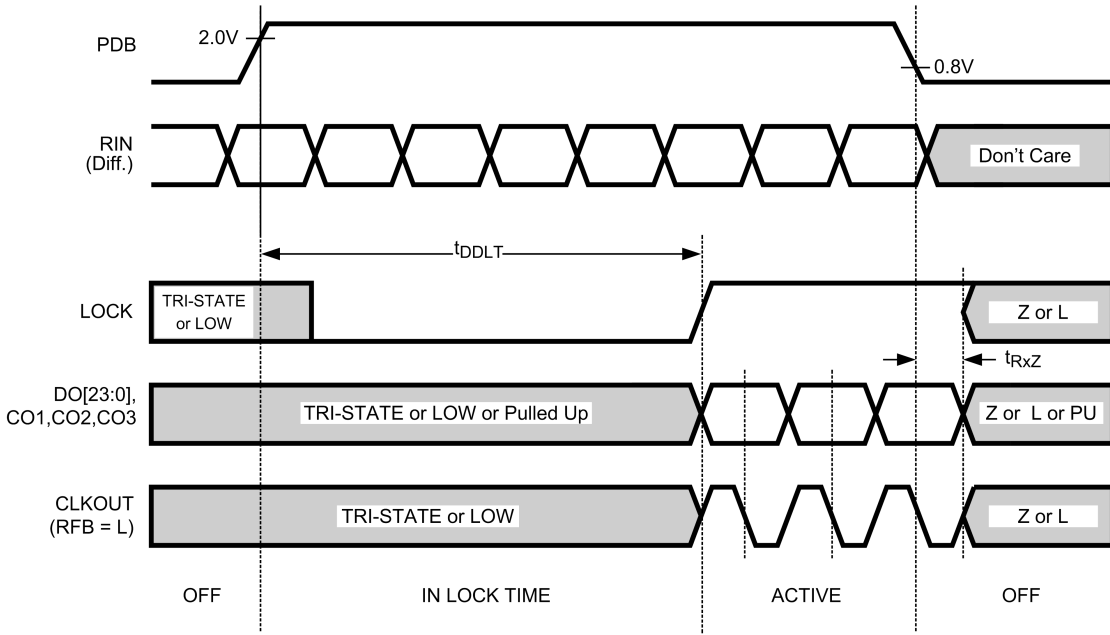 PDB
2.0V
0.8V
RIN
(Diff.)
Don't Care
tDDLT
LOCK
TRI-STATE
or LOW
Z or L
tRxZ
DO[23:0],
CO1,CO2,CO3
TRI-STATE or LOW or Pulled Up
Z or L or PU
CLKOUT
(RFB = L)
TRI-STATE or LOW
Z or L
OFF
IN LOCK TIME
ACTIVE
OFF